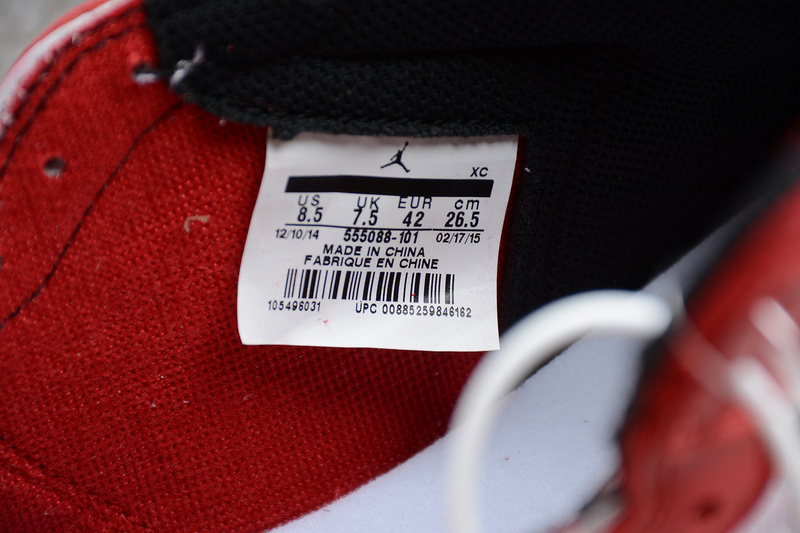 XC
US UK EUR cm
8.5 7.5 42 26.5
12/10/14 555088-101 02/17/15
MADE IN CHINA
FABRIQUE EN CHINE
105496031 UPC 00885259846162